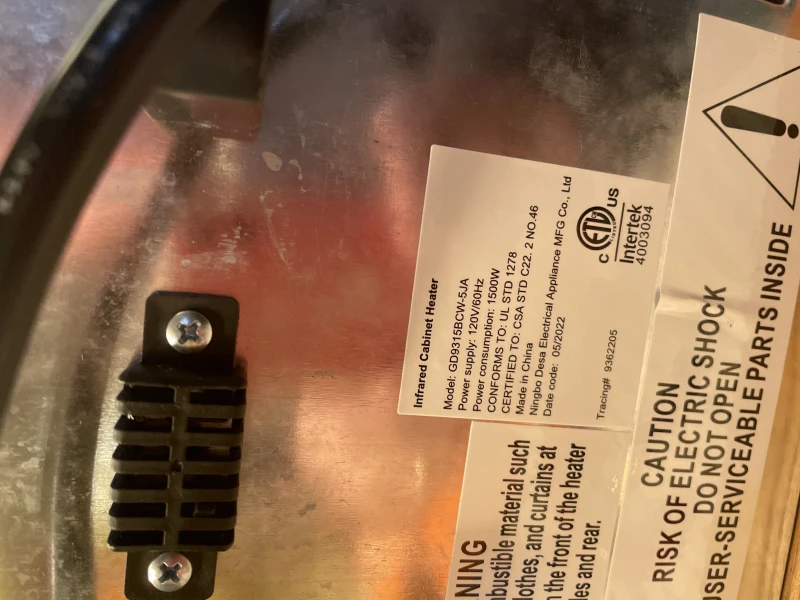 Infrared Cabinet Heater
Model: GD9315BCW-5JA
Power supply: 120V/60Hz
Power consumption: 1500W
CONFORMS TO: UL STD 1278
CERTIFIED TO: CSA STD C22. 2 NO.46
Made in China
Ningbo Desa Electrical Appliance MFG Co., Ltd
Date code: 05/2022
Tracing# 9362205
C ETL US
Intertek
4003094
NING
bustible material such
lothes, and curtains at
n the front of the heater
les and rear.
CAUTION
RISK OF ELECTRIC SHOCK
DO NOT OPEN
USER-SERVICEABLE PARTS INSIDE